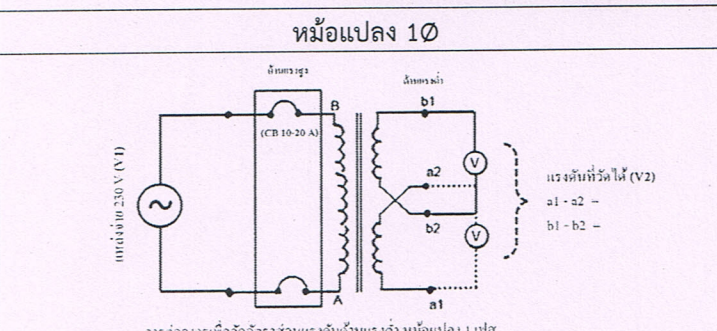 หม้อแปลง 1Ø
ด้านแรงสูง
ด้านแรงต่ำ
B
b1
(CB 10-20 A)
V
แหล่งจ่าย 230 V (V1)
a2
แรงดันที่วัดได้ (V2)
a1 - a2 =
b2
b1 - b2 =
V
A
a1